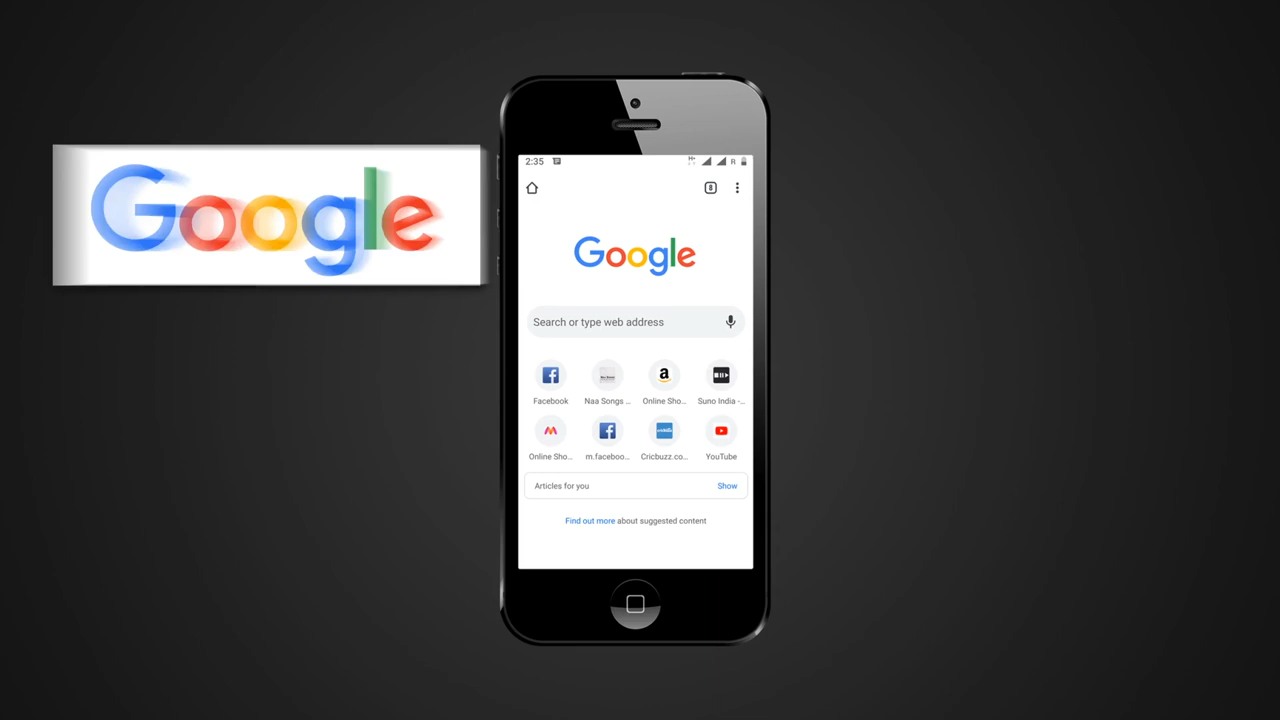 Google
2:35
H+ R
8
Google
Search or type web address
Facebook Naa Songs ... Online Sho... Suno India -...
Online Sho... m.faceboo... Cricbuzz.co... YouTube
Articles for you Show
Find out more about suggested content